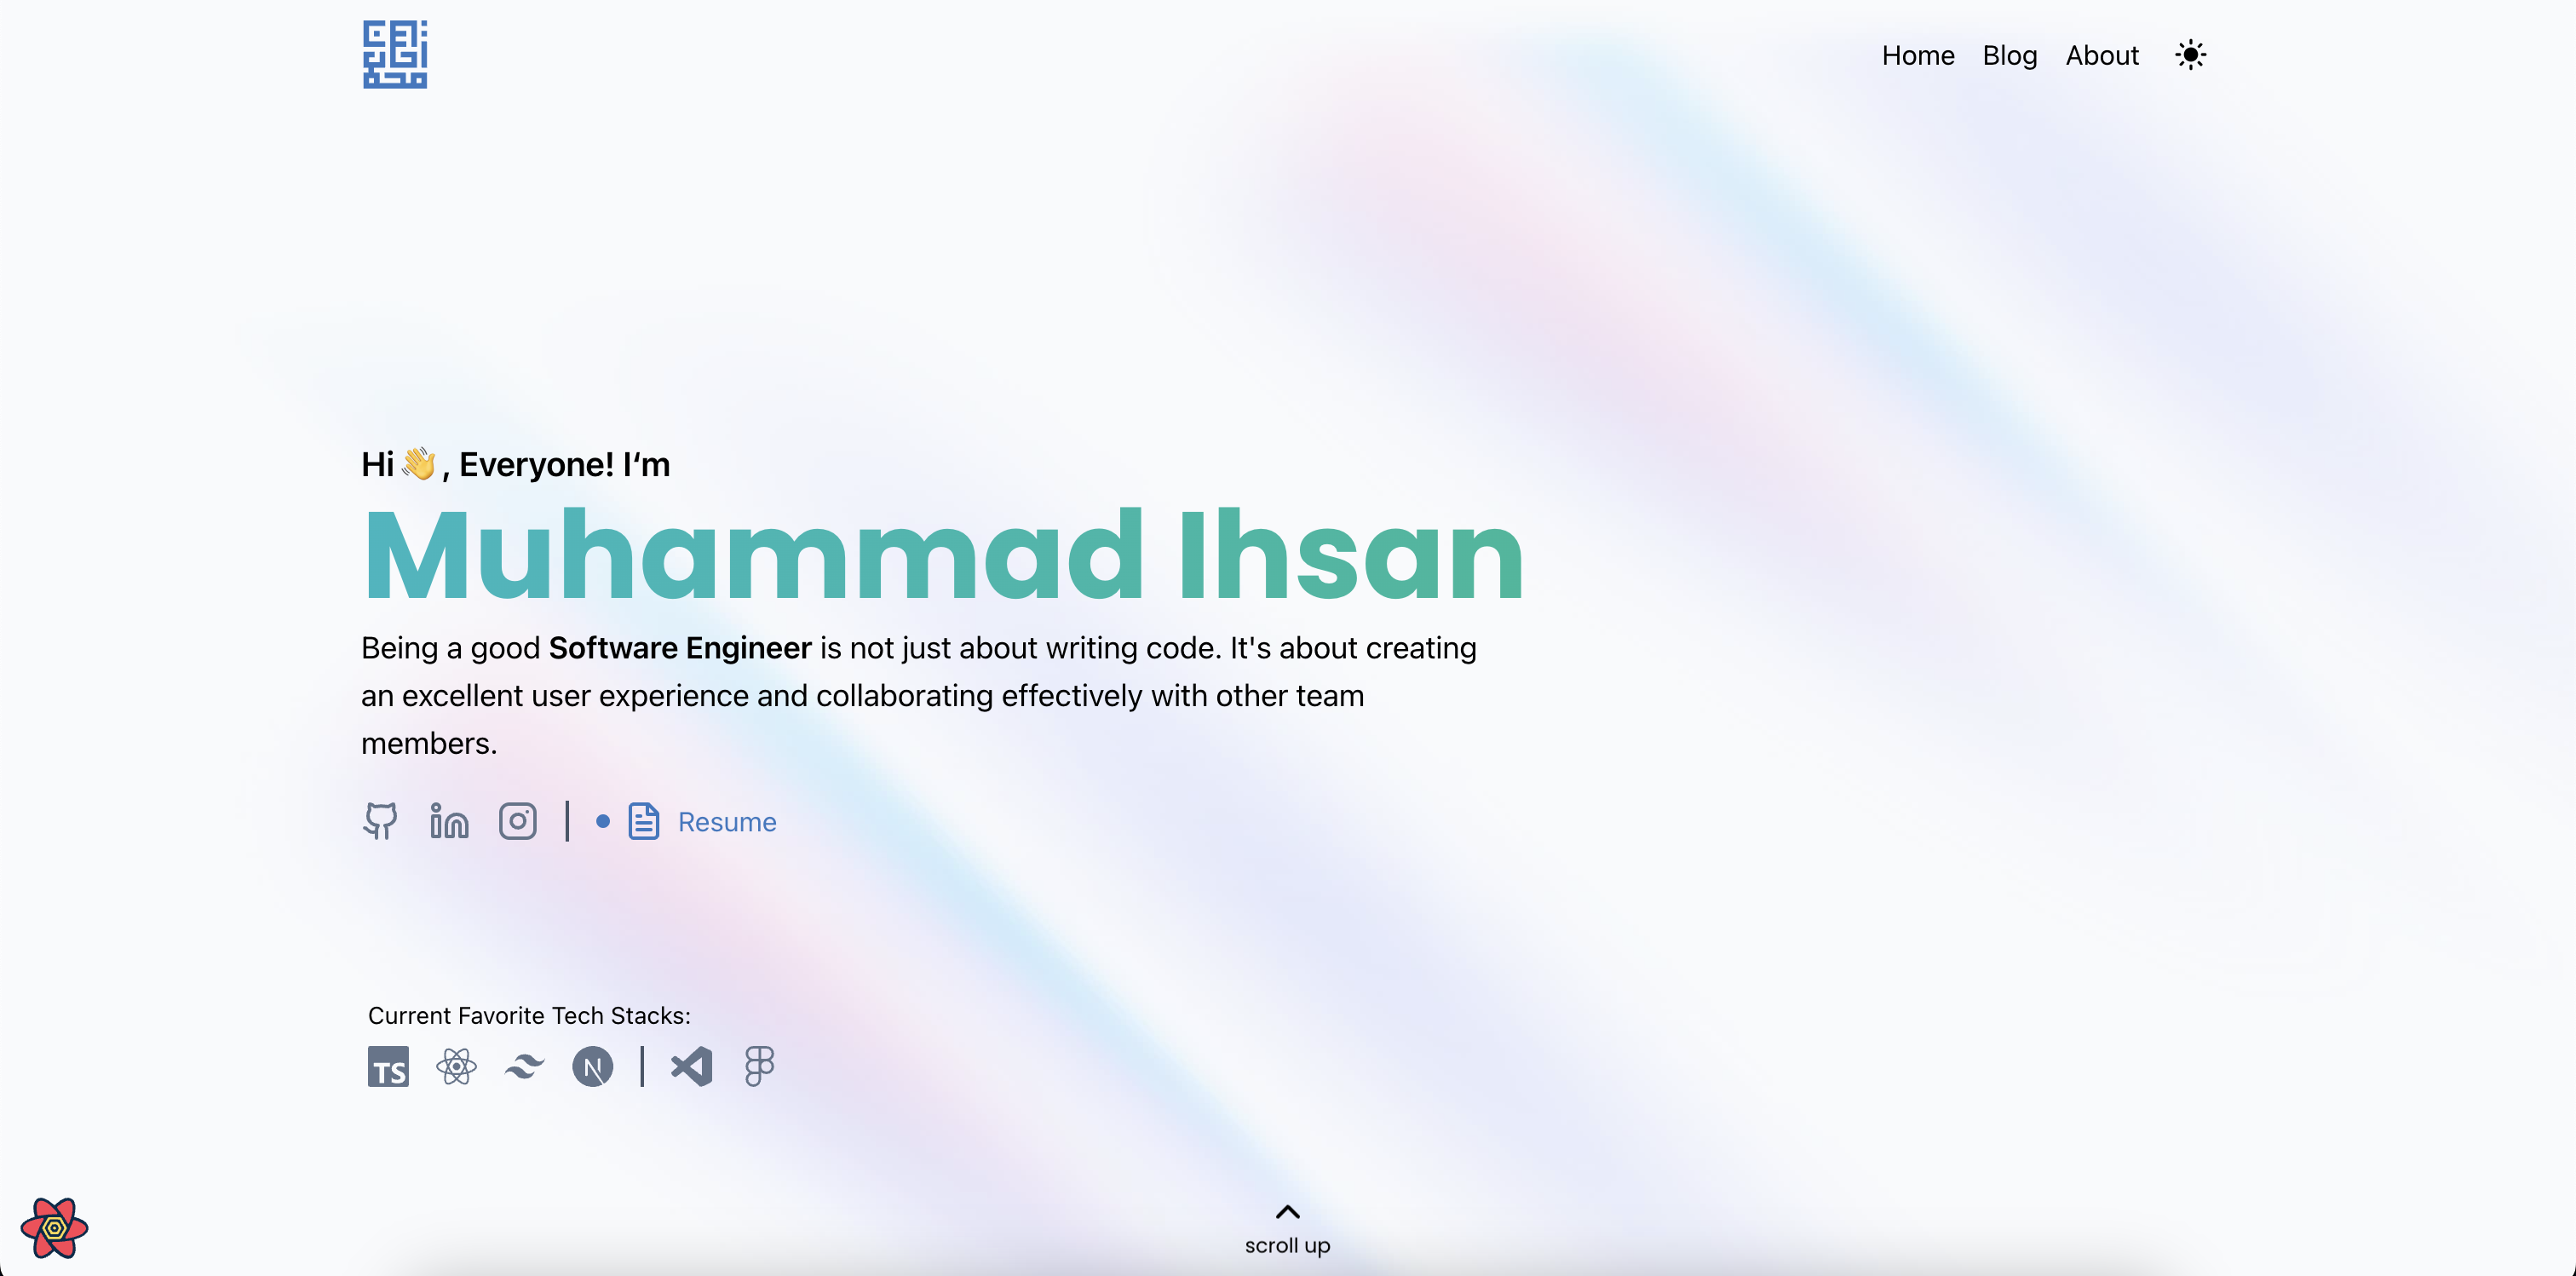 Home Blog About
Hi 👋, Everyone! I‘m
Muhammad Ihsan
Being a good Software Engineer is not just about writing code. It's about creating
an excellent user experience and collaborating effectively with other team
members.
Resume
Current Favorite Tech Stacks:
TS N
scroll up